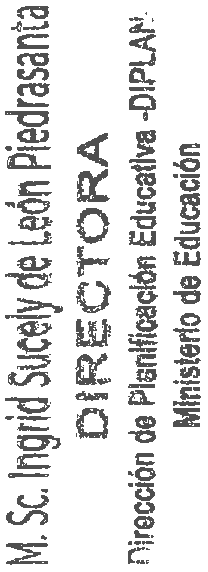 M. Sc. Ingrid Sucely de León Piedrasanta
DIRECTORA
Dirección de Planificación Educativa -DIPLAN-
Ministerio de Educación